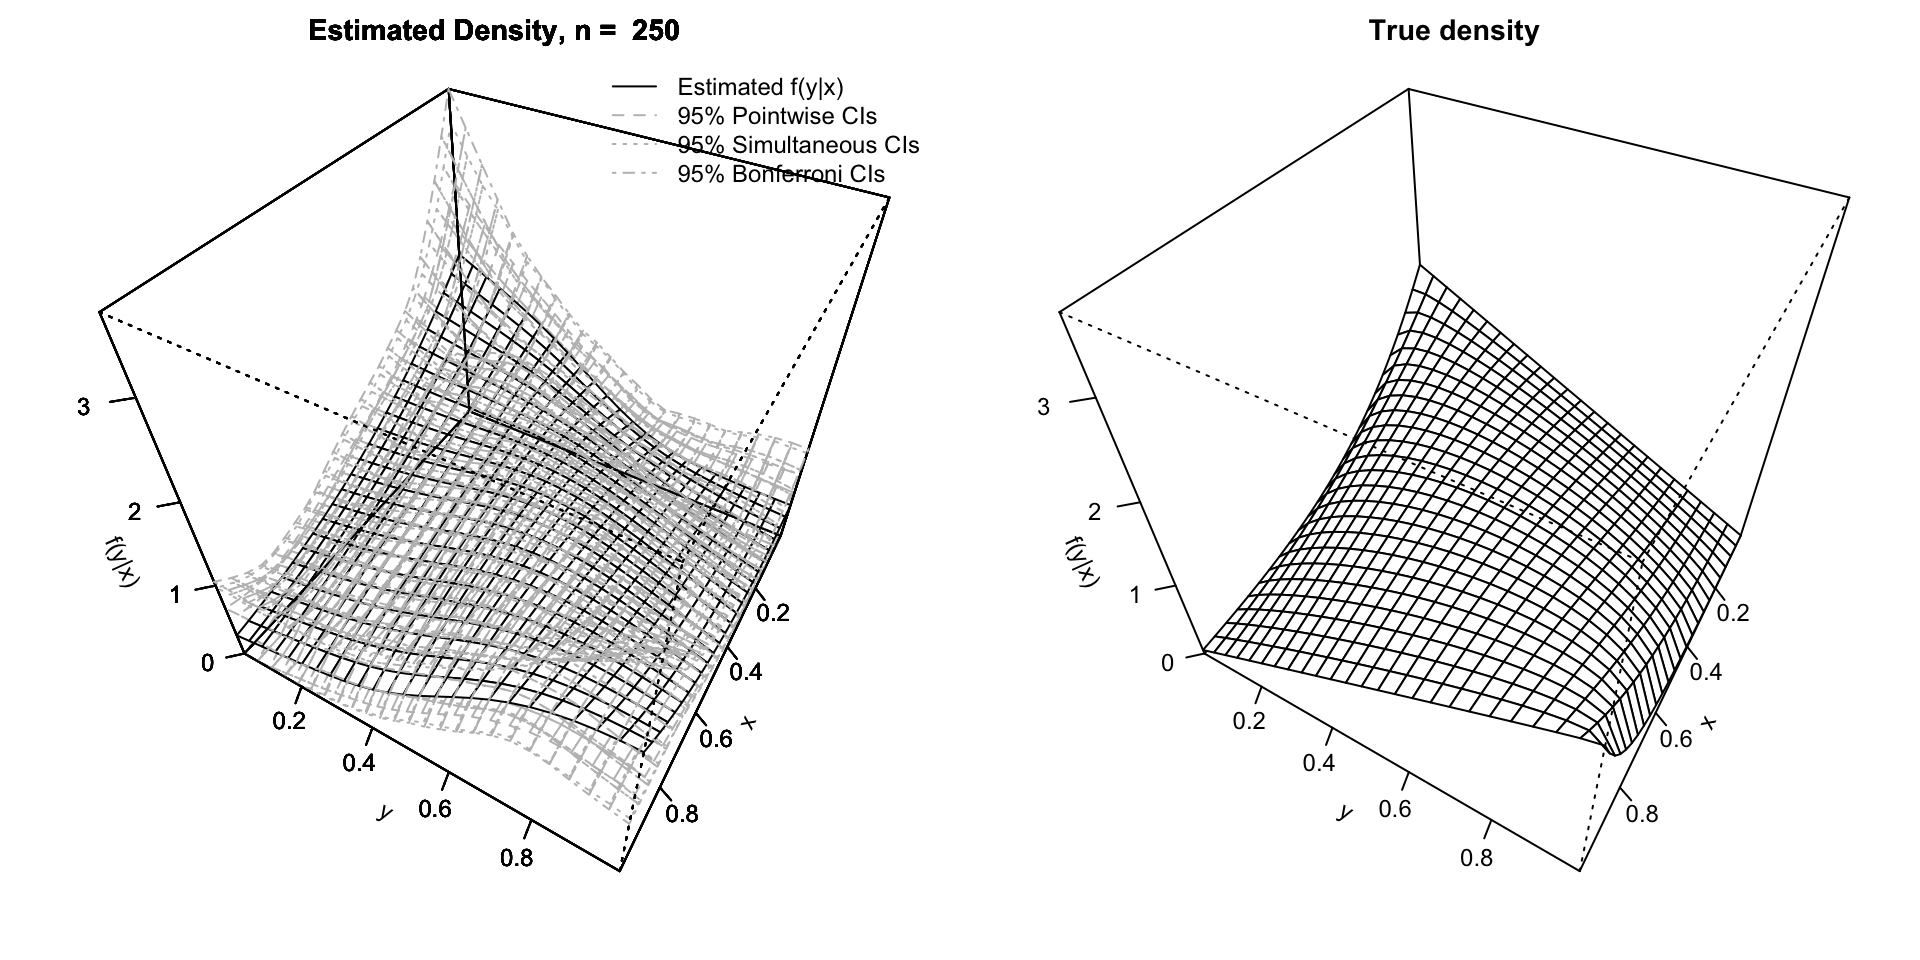 Estimated Density, n =  250
Estimated f(y|x)
95% Pointwise CIs
95% Simultaneous CIs
95% Bonferroni CIs
3
2
1
0
f(y|x)
0.2
0.4
0.6
0.8
y
0.2
0.4
0.6
0.8
x
True density
3
2
1
0
f(y|x)
0.2
0.4
0.6
0.8
y
0.2
0.4
0.6
0.8
x